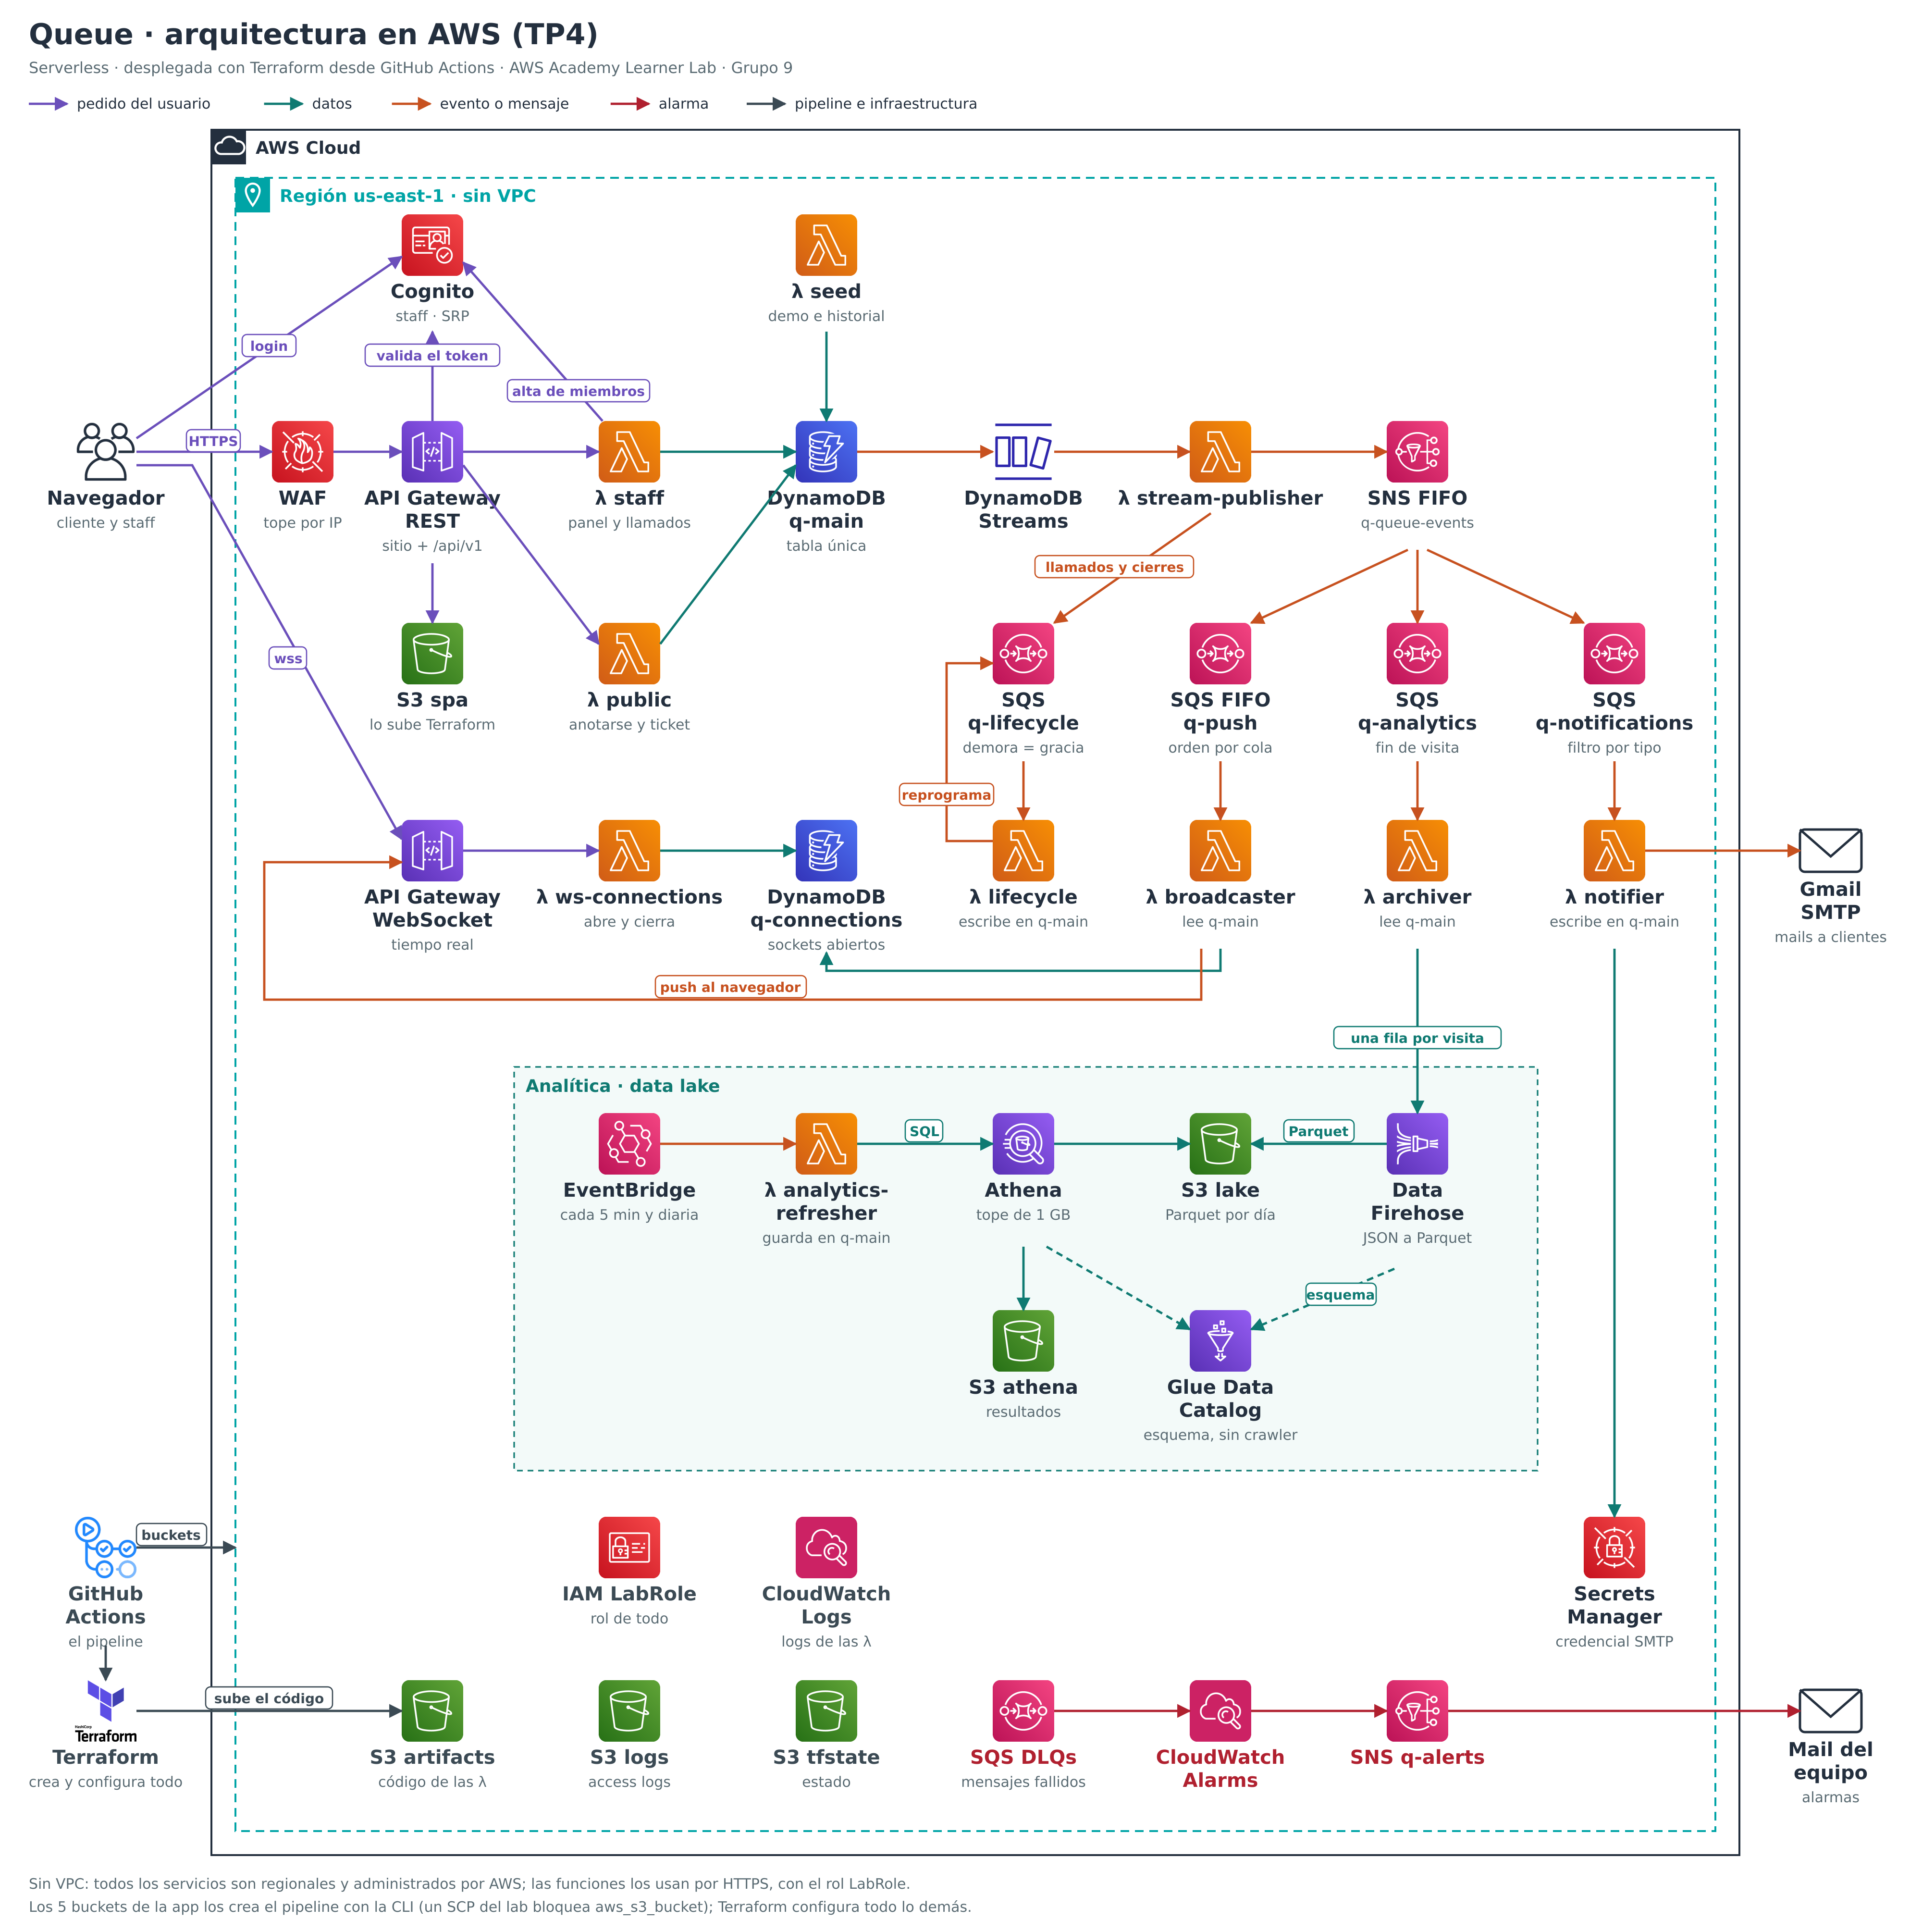 Queue · arquitectura en AWS (TP4)
Serverless · desplegada con Terraform desde GitHub Actions · AWS Academy Learner Lab · Grupo 9
pedido del usuario
datos
evento o mensaje
alarma
pipeline e infraestructura
AWS Cloud
Región us-east-1 · sin VPC
Cognito
staff · SRP
λ seed
demo e historial
login
valida el token
alta de miembros
HTTPS
Navegador
cliente y staff
WAF
tope por IP
API Gateway
REST
sitio + /api/v1
λ staff
panel y llamados
DynamoDB
q-main
tabla única
DynamoDB
Streams
λ stream-publisher
SNS FIFO
q-queue-events
llamados y cierres
wss
S3 spa
lo sube Terraform
λ public
anotarse y ticket
SQS
q-lifecycle
demora = gracia
SQS FIFO
q-push
orden por cola
SQS
q-analytics
fin de visita
SQS
q-notifications
filtro por tipo
reprograma
API Gateway
WebSocket
tiempo real
λ ws-connections
abre y cierra
DynamoDB
q-connections
sockets abiertos
λ lifecycle
escribe en q-main
λ broadcaster
lee q-main
λ archiver
lee q-main
λ notifier
escribe en q-main
Gmail
SMTP
mails a clientes
push al navegador
una fila por visita
Analítica · data lake
SQL
Parquet
EventBridge
cada 5 min y diaria
λ analytics-
refresher
guarda en q-main
Athena
tope de 1 GB
S3 lake
Parquet por día
Data
Firehose
JSON a Parquet
esquema
S3 athena
resultados
Glue Data
Catalog
esquema, sin crawler
buckets
GitHub
Actions
el pipeline
IAM LabRole
rol de todo
CloudWatch
Logs
logs de las λ
Secrets
Manager
credencial SMTP
sube el código
HashiCorp
Terraform
Terraform
crea y configura todo
S3 artifacts
código de las λ
S3 logs
access logs
S3 tfstate
estado
SQS DLQs
mensajes fallidos
CloudWatch
Alarms
SNS q-alerts
Mail del
equipo
alarmas
Sin VPC: todos los servicios son regionales y administrados por AWS; las funciones los usan por HTTPS, con el rol LabRole.
Los 5 buckets de la app los crea el pipeline con la CLI (un SCP del lab bloquea aws_s3_bucket); Terraform configura todo lo demás.